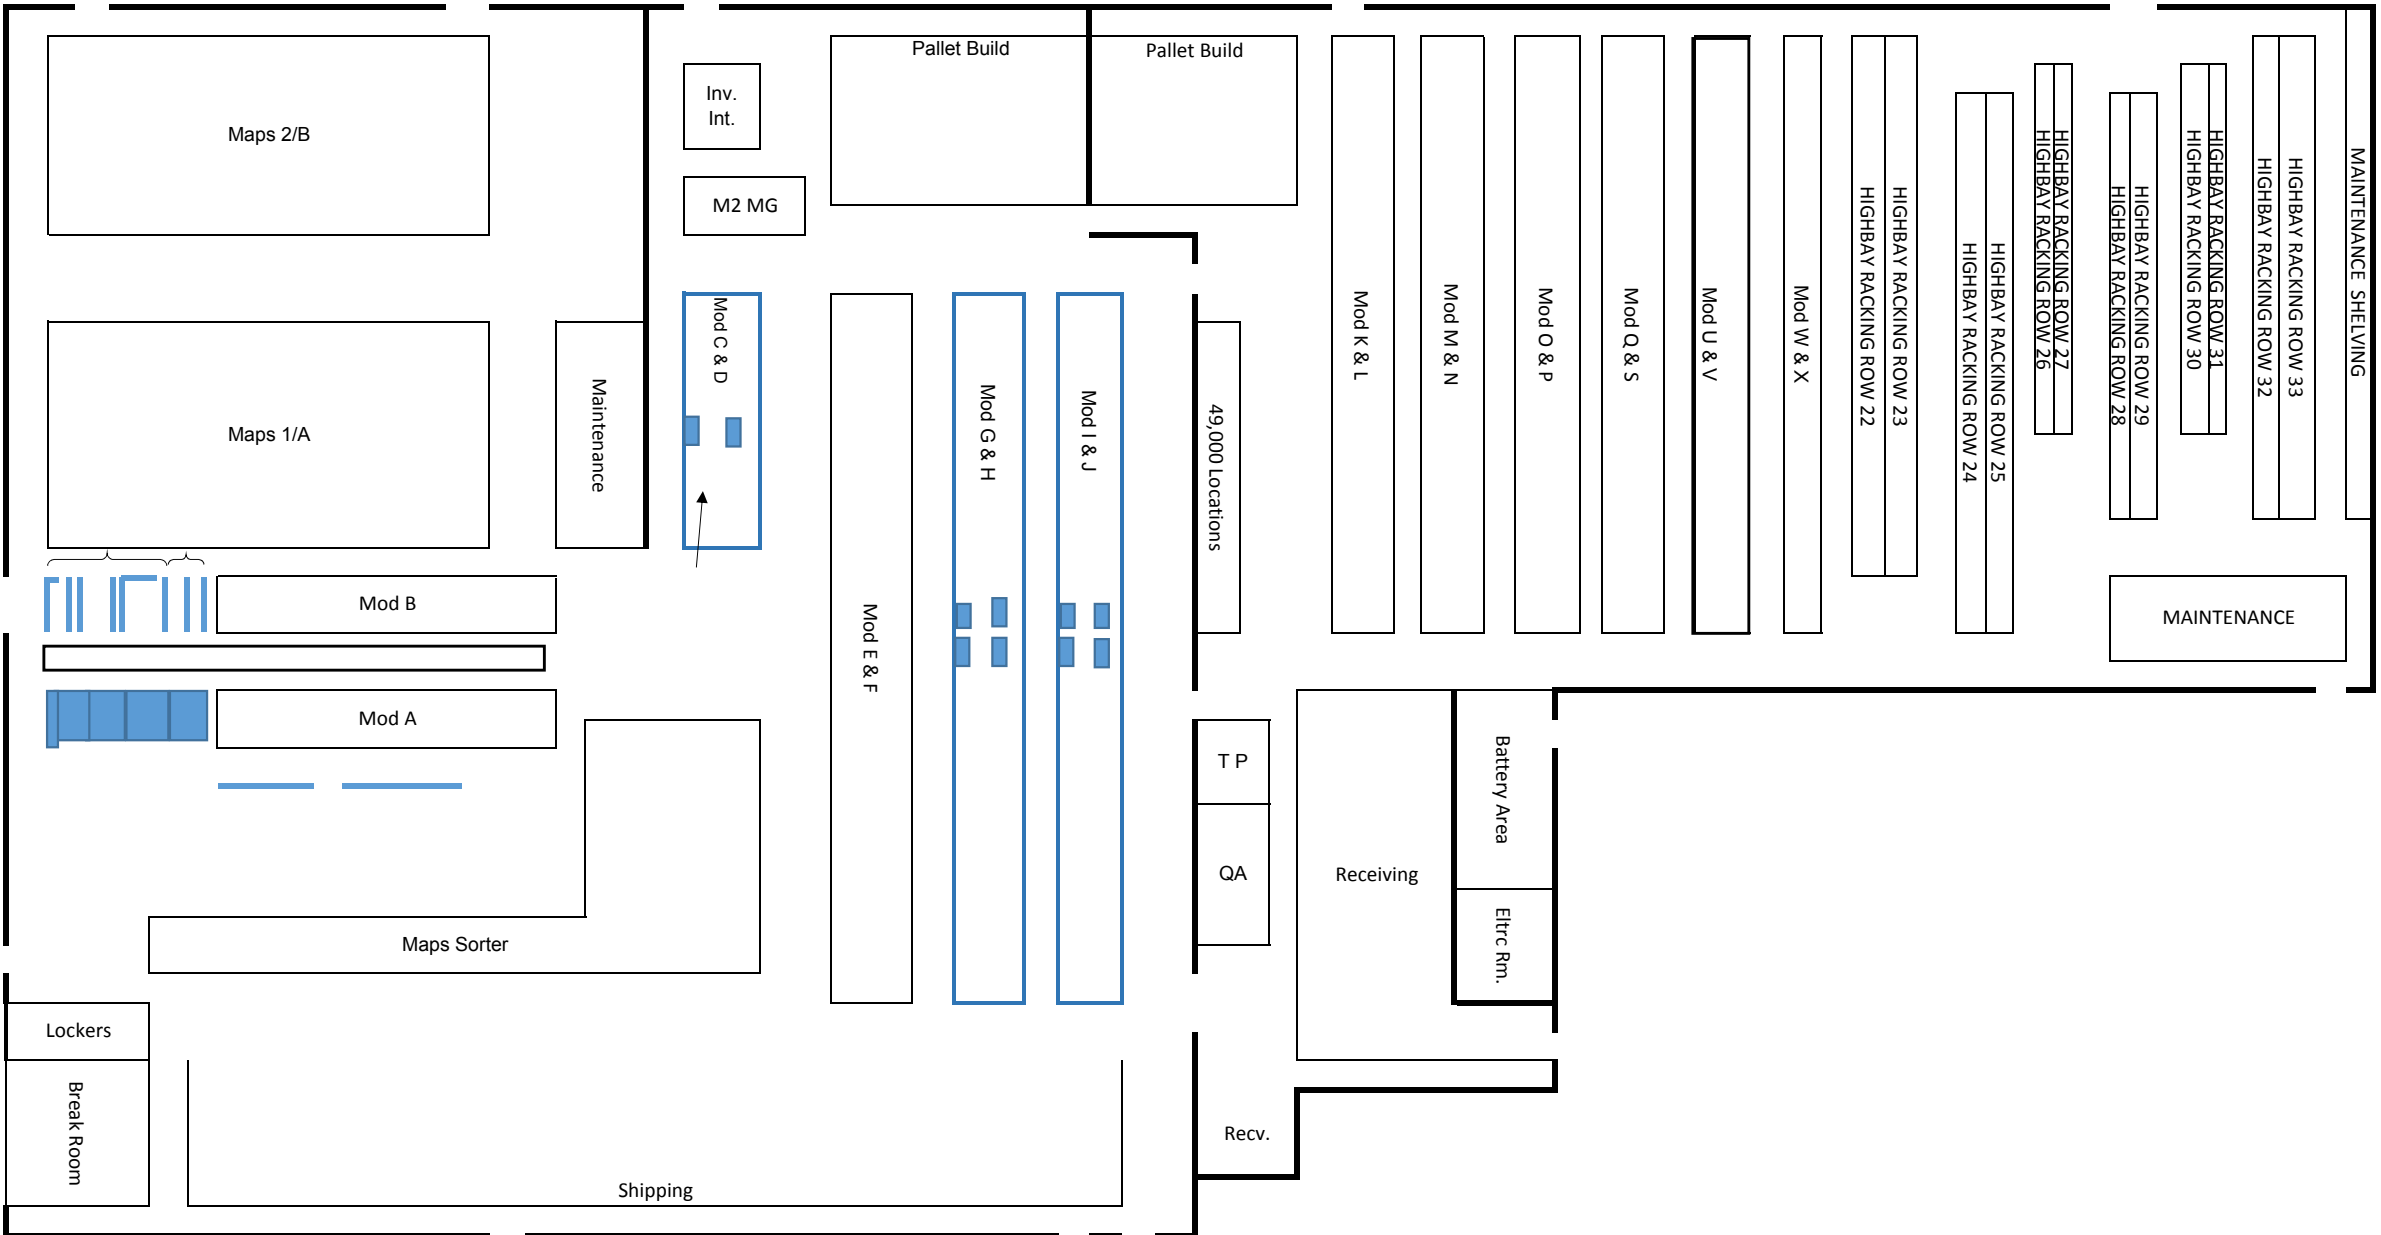 Pallet Build
Pallet Build
Inv.
Int.
Maps 2/B
M2 MG
Mod C & D
Maps 1/A
Maintenance
Mod G & H
Mod I & J
49,000 Locations
Mod K & L
Mod M & N
Mod O & P
Mod Q & S
Mod U & V
Mod W & X
HIGHBAY RACKING ROW 22
HIGHBAY RACKING ROW 23
HIGHBAY RACKING ROW 24
HIGHBAY RACKING ROW 25
HIGHBAY RACKING ROW 26
HIGHBAY RACKING ROW 27
HIGHBAY RACKING ROW 28
HIGHBAY RACKING ROW 29
HIGHBAY RACKING ROW 30
HIGHBAY RACKING ROW 31
HIGHBAY RACKING ROW 32
HIGHBAY RACKING ROW 33
MAINTENANCE SHELVING
Mod B
Mod E & F
MAINTENANCE
Mod A
T P
Battery Area
QA
Receiving
Eltrc Rm.
Maps Sorter
Lockers
Break Room
Recv.
Shipping